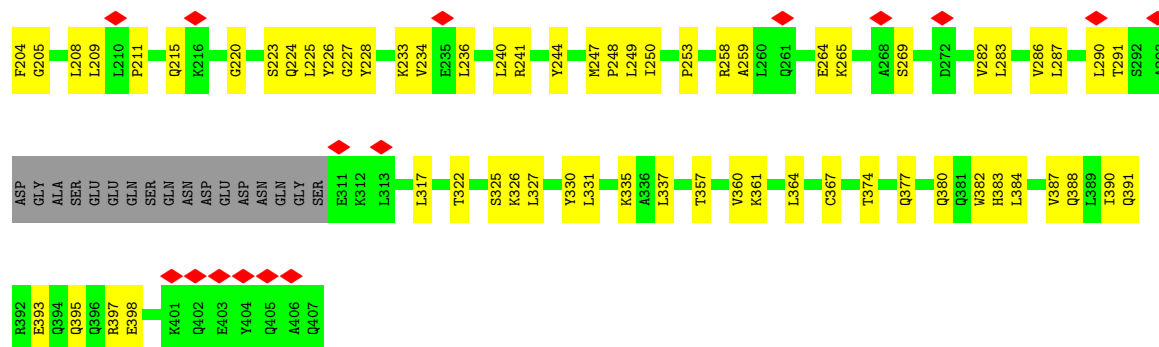 F204 G205 L208 L209 L210 P211 Q215 K216 G220 S223 Q224 L225 Y226 G227 Y228 K233 V234 E235 L236 L240 R241 Y244 M247 P248 L249 I250 P253 R258 A259 L260 Q261 E264 K265 A268 S269 D272 V282 L283 V286 L287 L290 T291 S292
ASP GLY ALA SER GLU GLU GLN SER GLN ASN ASP GLU ASP ASN GLN GLY SER E311 K312 L313 L317 T322 S325 K326 L327 Y330 L331 K335 A336 L337 T357 V360 K361 L364 C367 T374 Q377 Q380 Q381 W382 H383 L384 V387 Q388 L389 I390 Q391
R392 E393 Q394 Q395 Q396 R397 E398 K401 Q402 E403 Y404 Q405 A406 Q407